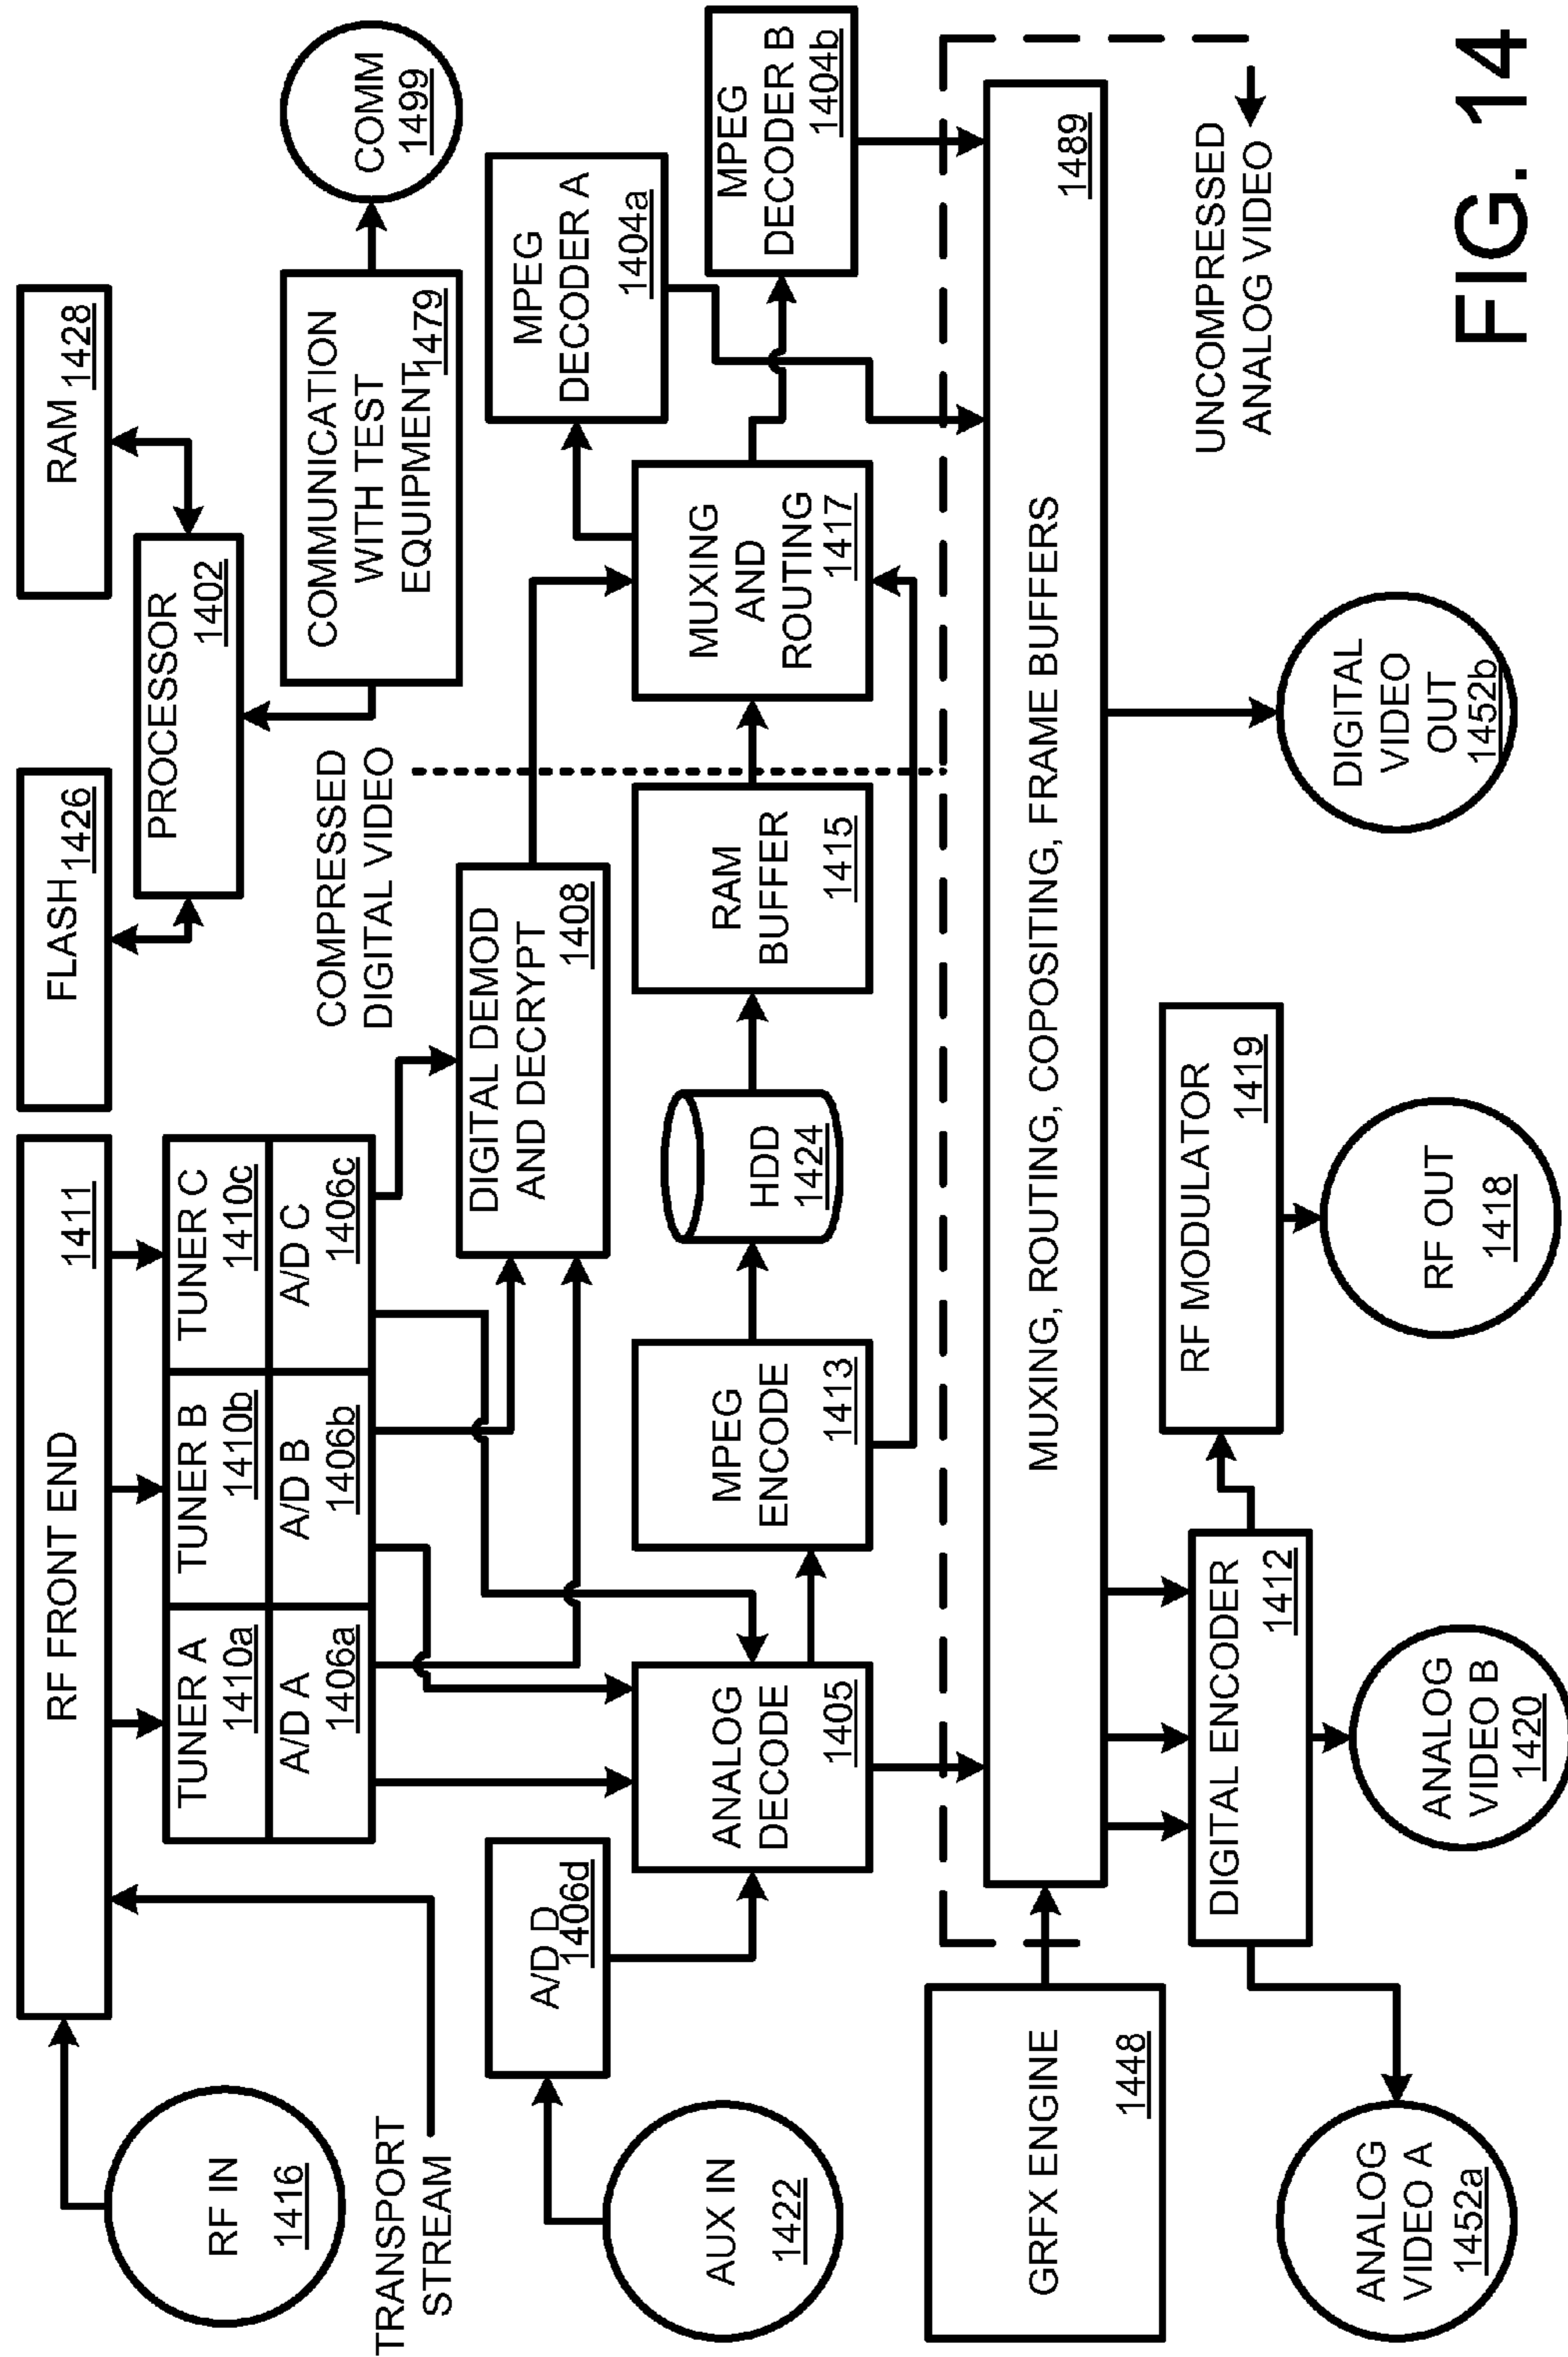 RF FRONT END
1411
FLASH
1426
RAM
1428
RF IN
1416
TUNER A
1410a
TUNER B
1410b
TUNER C
1410c
A/D A
1406a
A/D B
1406b
A/D C
1406c
PROCESSOR
1402
COMMUNICATION
WITH TEST
EQUIPMENT
1479
COMM
1499
TRANSPORT
STREAM
COMPRESSED
DIGITAL VIDEO
A/D D
1406d
DIGITAL DEMOD
AND DECRYPT
1408
MPEG
DECODER A
1404a
AUX IN
1422
ANALOG
DECODE
1405
MPEG
ENCODE
1413
HDD
1424
RAM
BUFFER
1415
MUXING
AND
ROUTING
1417
MPEG
DECODER B
1404b
GRFX ENGINE
1448
MUXING, ROUTING, COPOSITING, FRAME BUFFERS
1489
UNCOMPRESSED
ANALOG VIDEO
DIGITAL ENCODER
1412
RF MODULATOR
1419
ANALOG
VIDEO A
1452a
ANALOG
VIDEO B
1420
RF OUT
1418
DIGITAL
VIDEO
OUT
1452b
FIG. 14